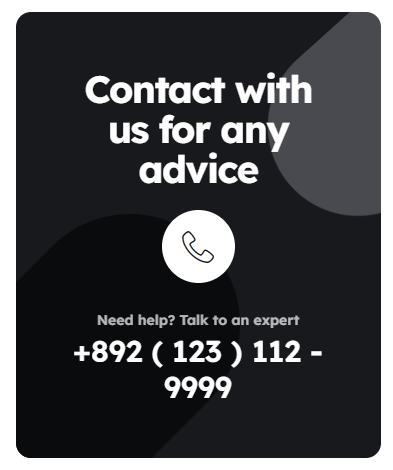 Contact with
us for any
advice
Need help? Talk to an expert
+892 ( 123 ) 112 -
9999